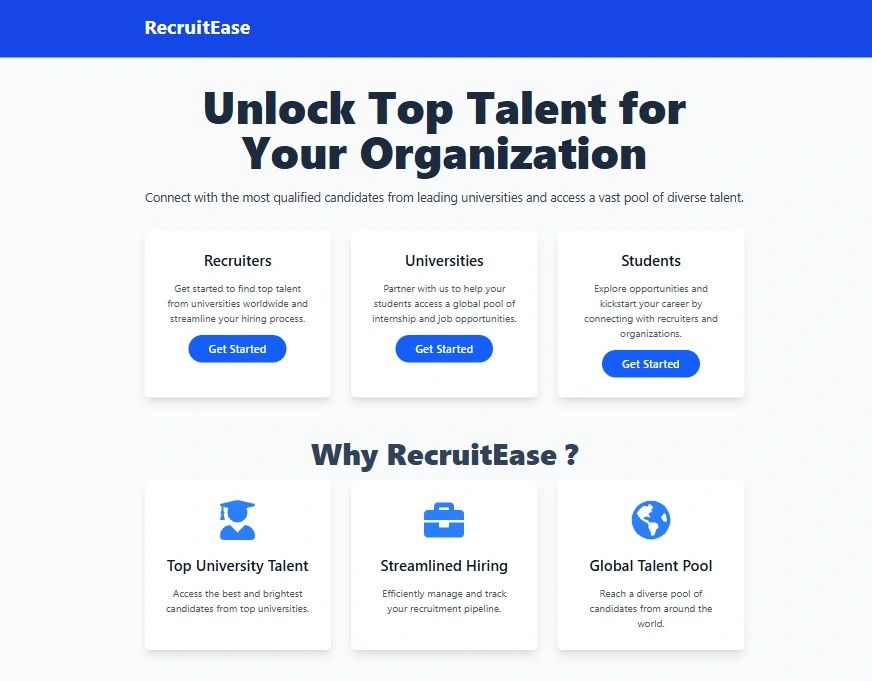 RecruitEase
Unlock Top Talent for
Your Organization
Connect with the most qualified candidates from leading universities and access a vast pool of diverse talent.
Recruiters
Get started to find top talent
from universities worldwide and
streamline your hiring process.
Get Started
Universities
Partner with us to help your
students access a global pool of
internship and job opportunities.
Get Started
Students
Explore opportunities and
kickstart your career by
connecting with recruiters and
organizations.
Get Started
Why RecruitEase ?
Top University Talent
Access the best and brightest
candidates from top universities.
Streamlined Hiring
Efficiently manage and track
your recruitment pipeline.
Global Talent Pool
Reach a diverse pool of
candidates from around the
world.